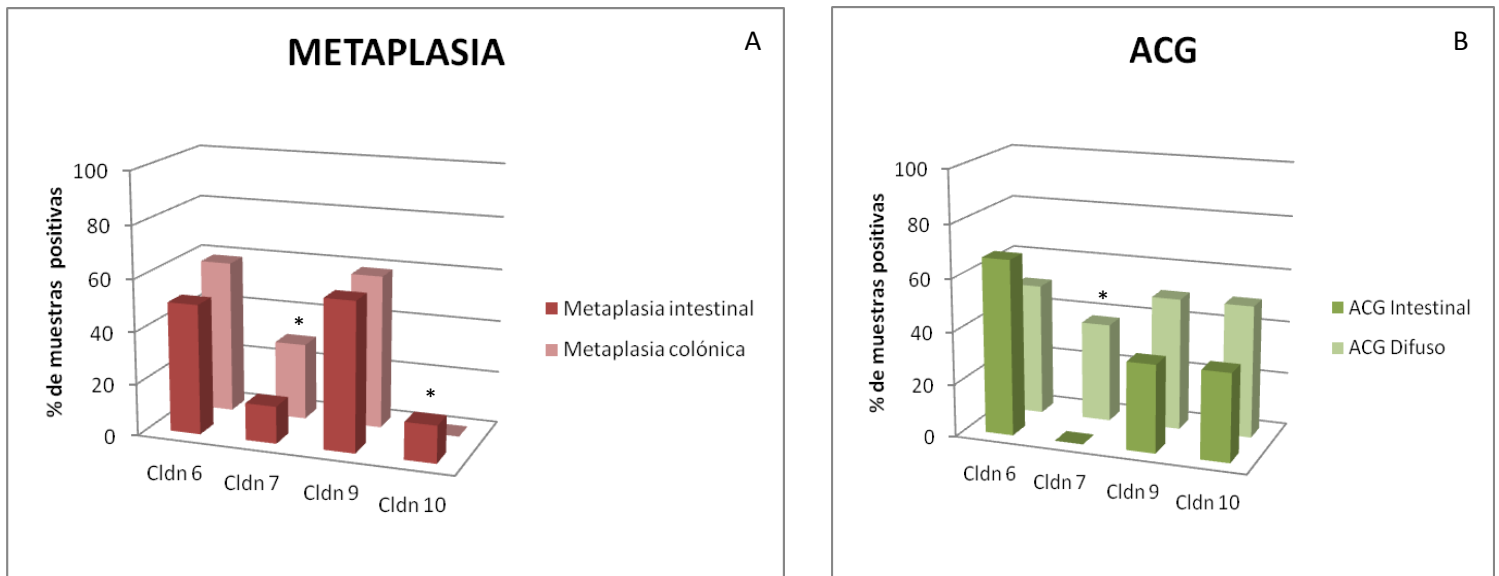 METAPLASIA
A
% de muestras positivas
100
80
60
40
20
0
*
*
Cldn 6
Cldn 7
Cldn 9
Cldn 10
Metaplasia intestinal
Metaplasia colónica
ACG
B
% de muestras positivas
100
80
60
40
20
0
*
Cldn 6
Cldn 7
Cldn 9
Cldn 10
ACG Intestinal
ACG Difuso